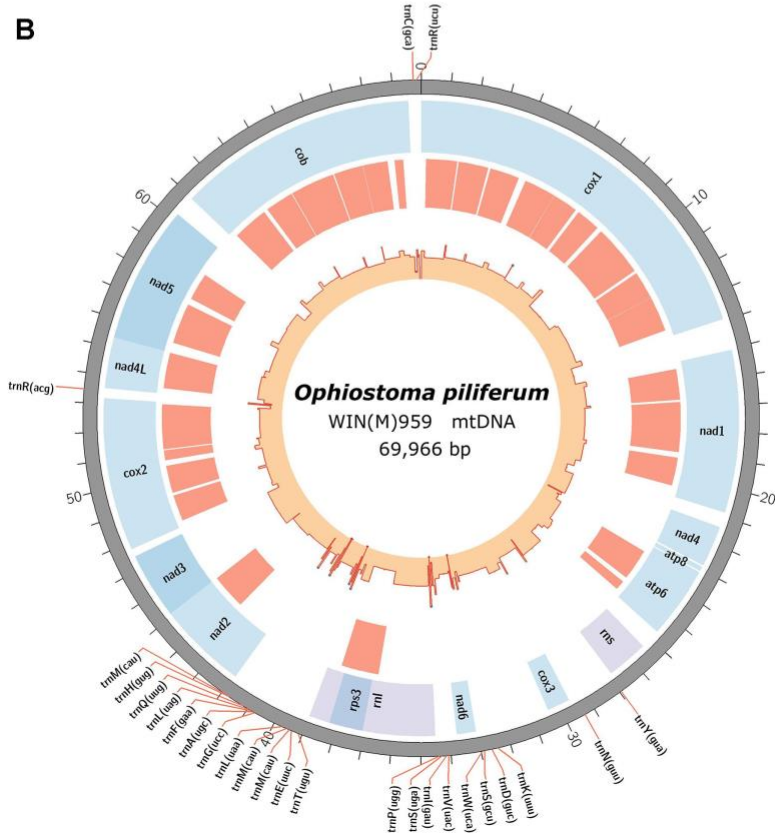 B
trnC(gca)
trnR(ucu)
0
cox1
10
nad1
20
nad4
atp8
atp6
rns
trnY(gua)
trnN(guu)
30
cox3
trnK(uuu)
trnD(guc)
trnS(gcu)
trnW(uca)
trnV(uac)
trnI(gau)
trnS(uga)
trnP(ugg)
nad6
rnl
rps3
trnT(ugu)
trnE(uuc)
trnM(cau)
trnM(cau)
trnL(uaa)
trnG(ucc)
trnA(ugc)
trnF(gaa)
trnL(uag)
trnQ(uug)
trnH(gug)
trnM(cau)
40
nad2
nad3
50
cox2
trnR(acg)
nad4L
nad5
60
cob
Ophiostoma piliferum
WIN(M)959 mtDNA
69,966 bp